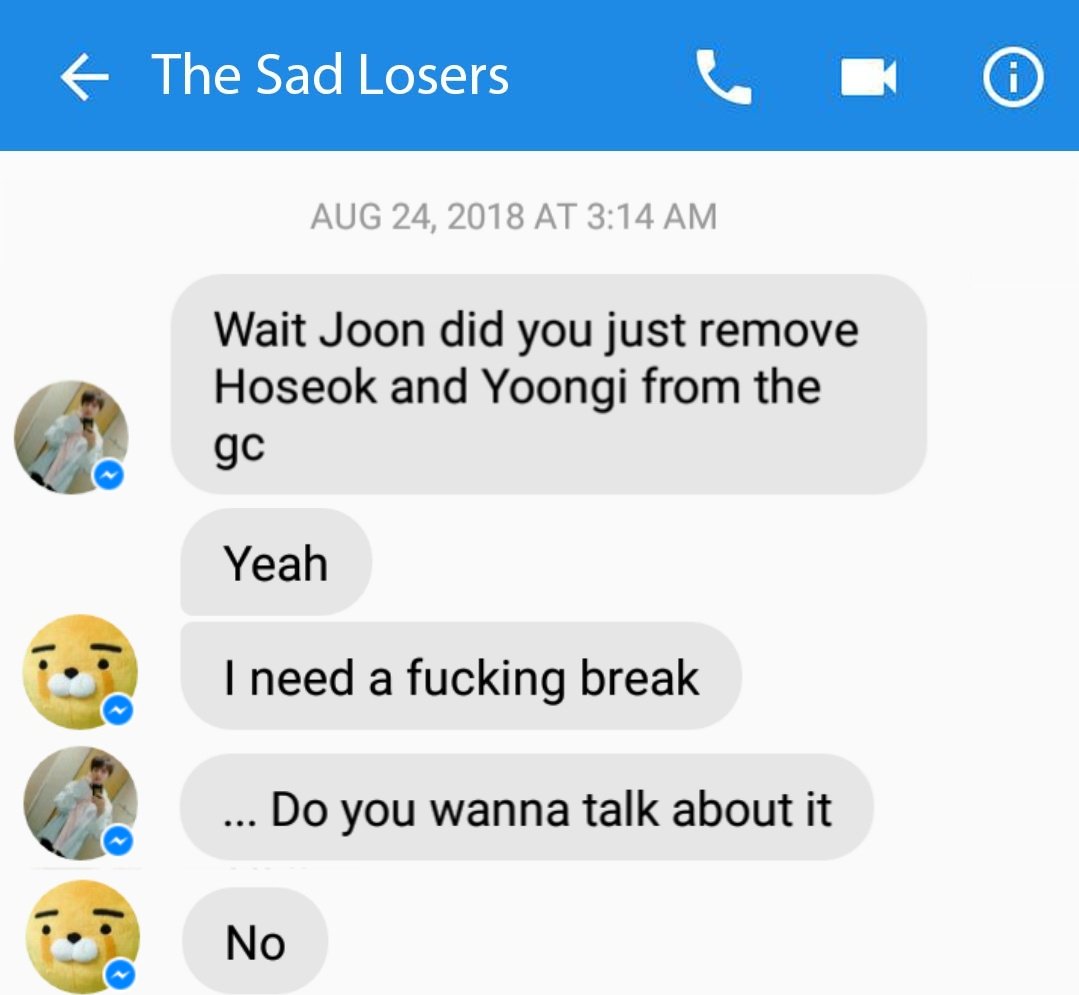 The Sad Losers
AUG 24, 2018 AT 3:14 AM
Wait Joon did you just remove
Hoseok and Yoongi from the
gc
Yeah
I need a fucking break
... Do you wanna talk about it
No